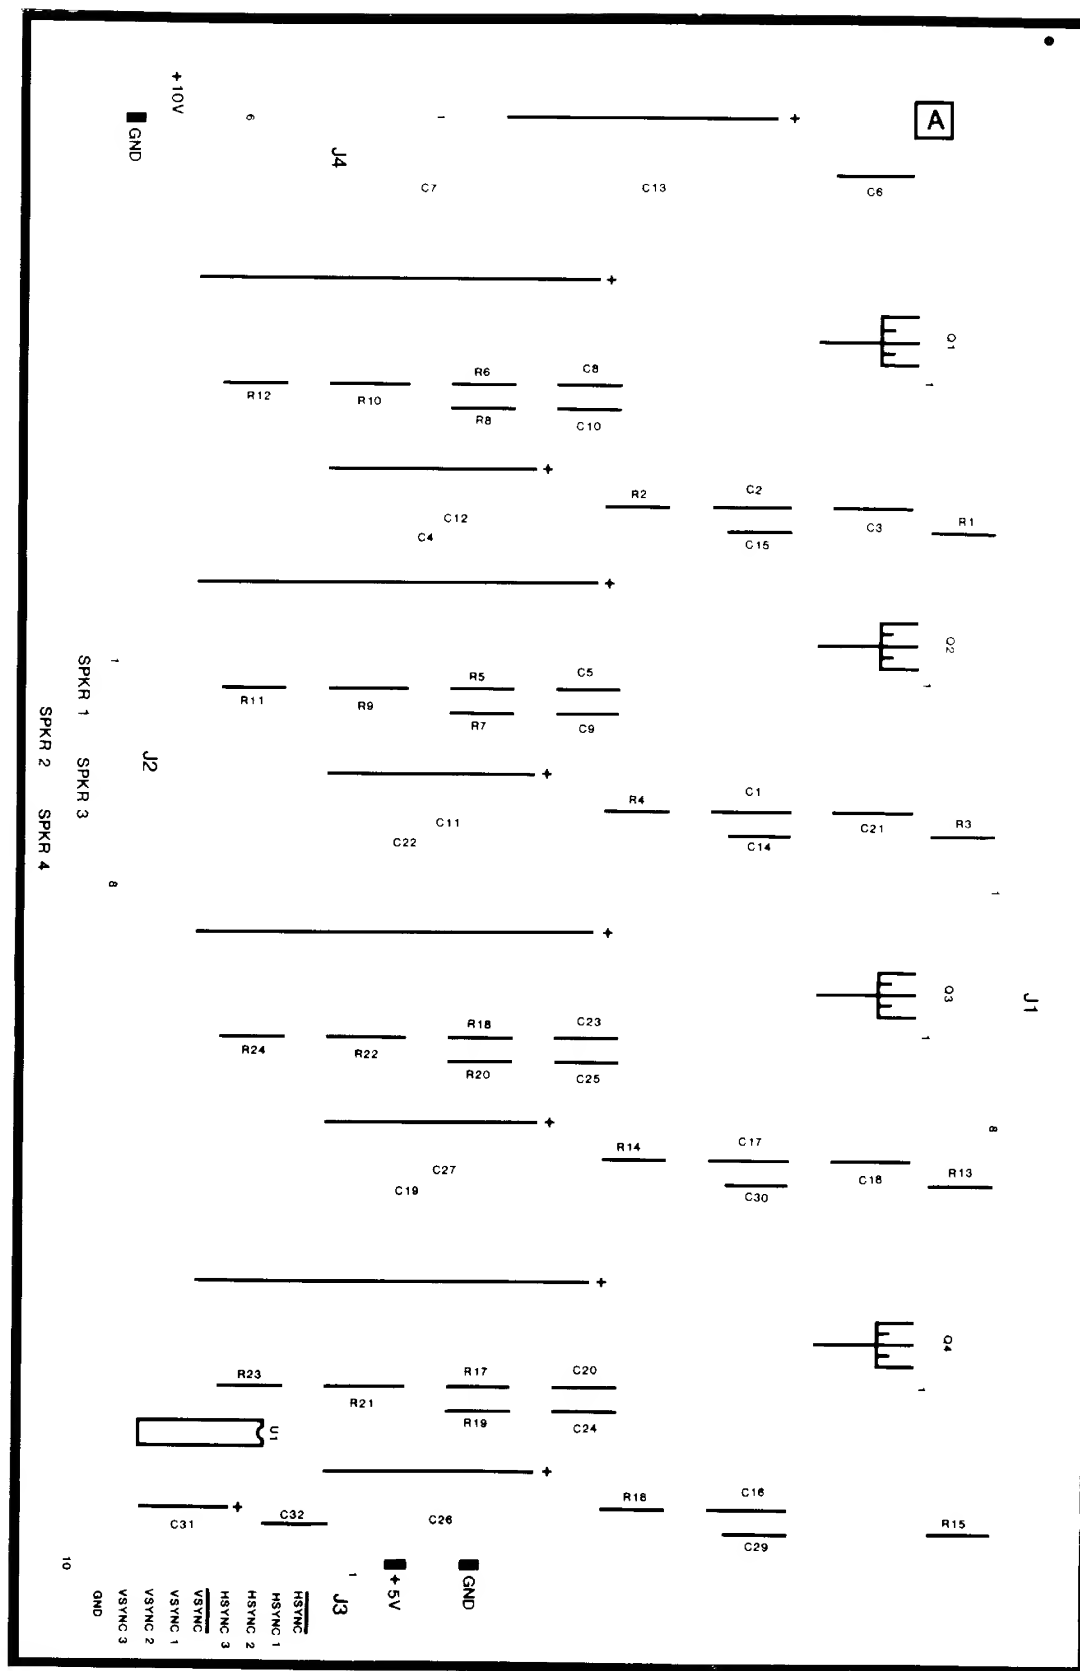 +10V
GND
6
1
+
A
J4
C7
C13
C6
+
Q1
1
R12
R10
R6
C8
R8
C10
+
R2
C2
C12
C4
C15
C3
R1
+
Q2
1
1
SPKR 1
SPKR 2
SPKR 3
SPKR 4
J2
8
R11
R9
R5
C5
R7
C9
+
R4
C1
C11
C22
C14
C21
R3
1
+
Q3
J1
1
R24
R22
R18
C23
R20
C25
+
8
R14
C17
C27
C19
C30
C18
R13
+
Q4
1
R23
R21
R17
C20
R19
C24
U1
+
+
R16
C16
C31
C32
C26
C29
R15
10
1
GND
+5V
J3
HSYNC
HSYNC 1
HSYNC 2
HSYNC 3
VSYNC
VSYNC 1
VSYNC 2
VSYNC 3
GND